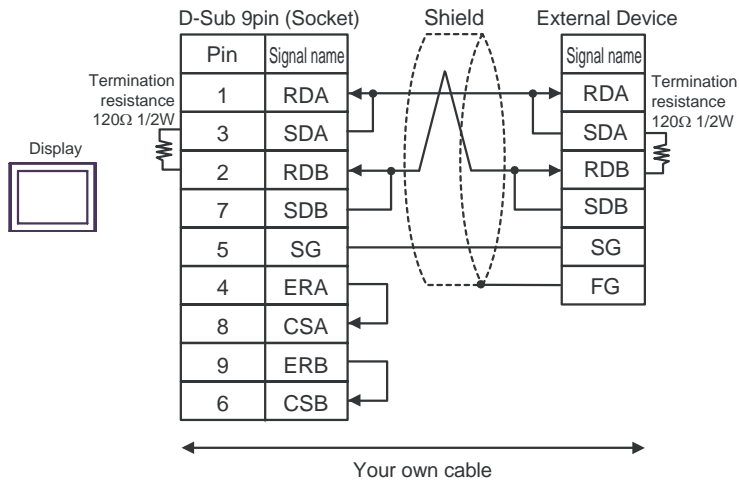 D-Sub 9pin (Socket)
Shield
External Device
Pin
Signal name
Signal name
Termination
resistance
120Ω 1/2W
1 RDA
3 SDA
2 RDB
7 SDB
5 SG
4 ERA
8 CSA
9 ERB
6 CSB
RDA
SDA
RDB
SDB
SG
FG
Termination
resistance
120Ω 1/2W
Display
Your own cable